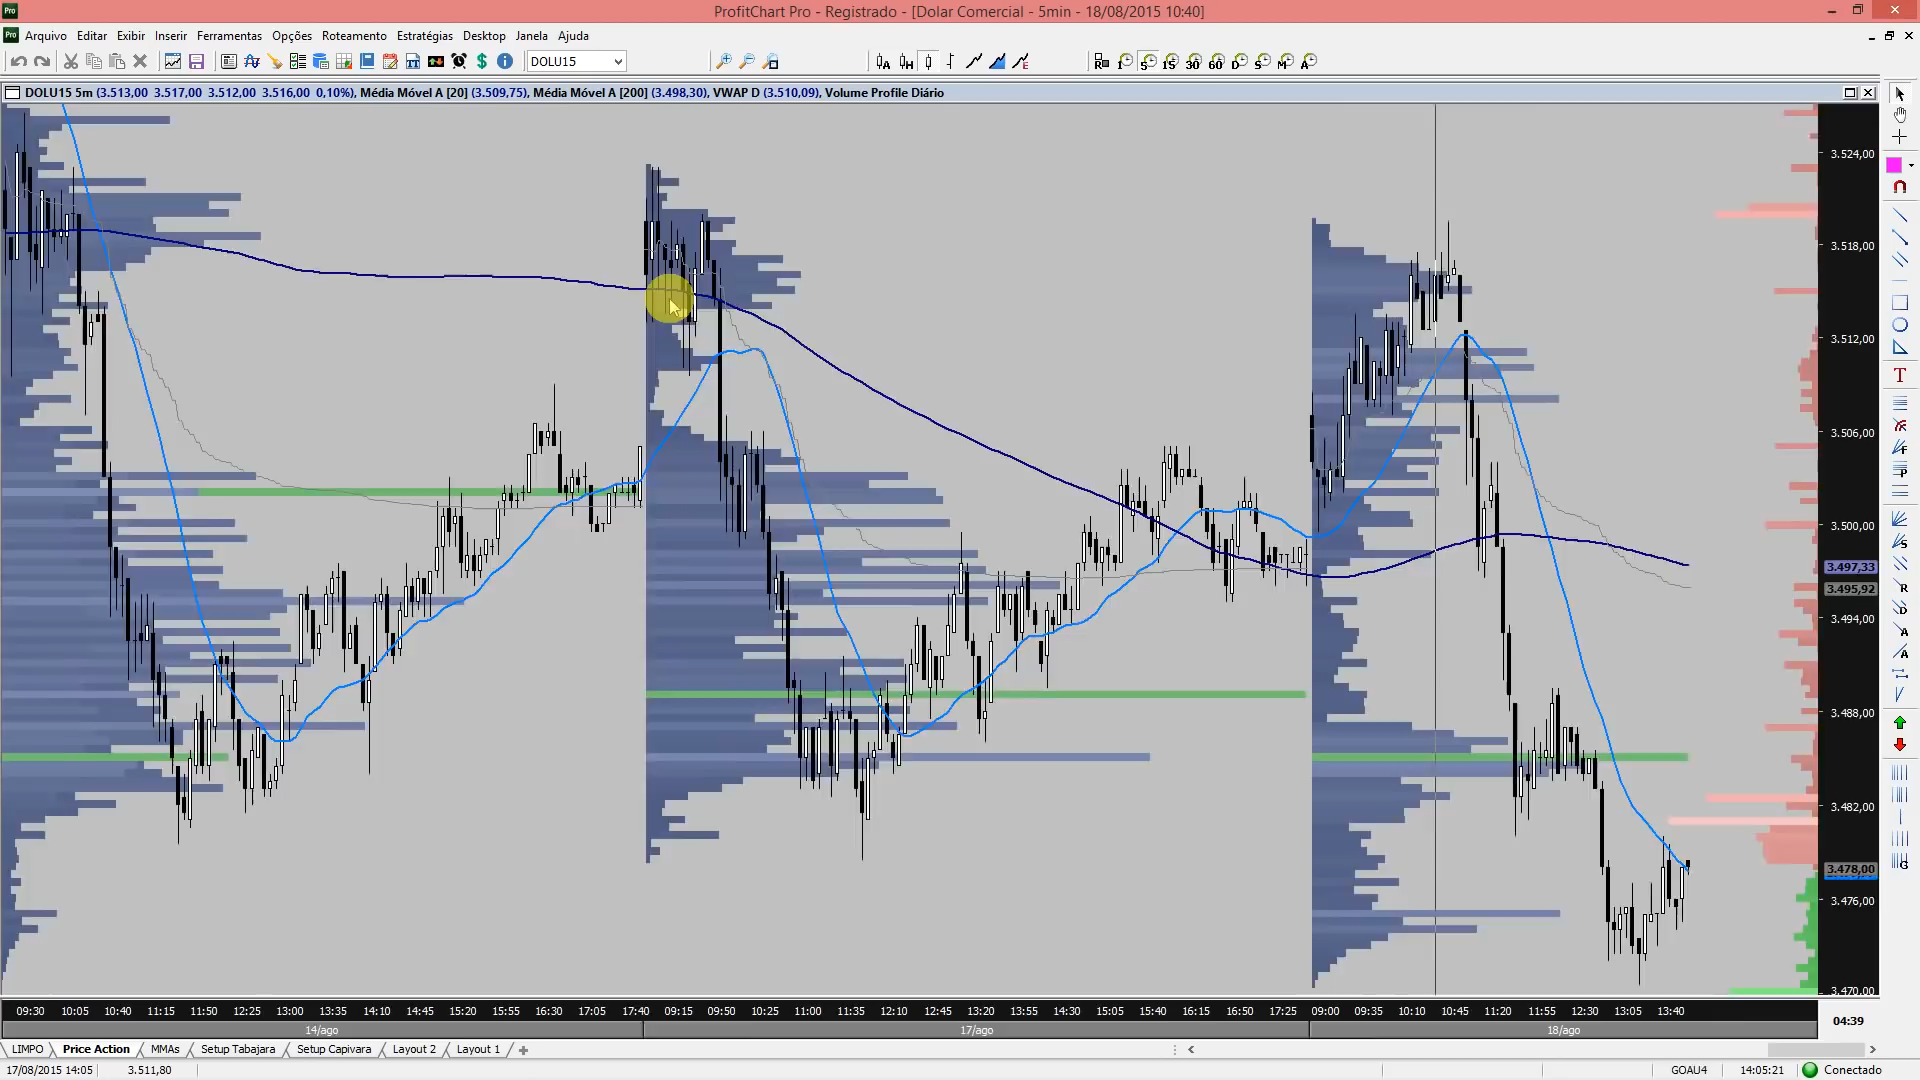 ProfitChart Pro - Registrado - [Dolar Comercial - 5min - 18/08/2015 10:40]
Arquivo Editar Exibir Inserir Ferramentas Opções Roteamento Estratégias Desktop Janela Ajuda
DOLU15
1 5 15 30 60 D S M A
DOLU15 5m (3.513,00 3.517,00 3.512,00 3.516,00 0,10%), Média Móvel A [20] (3.509,75), Média Móvel A [200] (3.498,30), VWAP D (3.510,09), Volume Profile Diário
3.524,00
3.518,00
3.512,00
3.506,00
3.500,00
3.497,33
3.495,92
3.494,00
3.488,00
3.482,00
3.478,00
3.476,00
3.470,00
09:30 10:05 10:40 11:15 11:50 12:25 13:00 13:35 14:10 14:45 15:20 15:55 16:30 17:05 17:40 09:15 09:50 10:25 11:00 11:35 12:10 12:45 13:20 13:55 14:30 15:05 15:40 16:15 16:50 17:25 09:00 09:35 10:10 10:45 11:20 11:55 12:30 13:05 13:40
14/ago 17/ago 18/ago
04:39
LIMPO Price Action MMAs Setup Tabajara Setup Capivara Layout 2 Layout 1
17/08/2015 14:05 3.511,80 GOAU4 14:05:21 Conectado